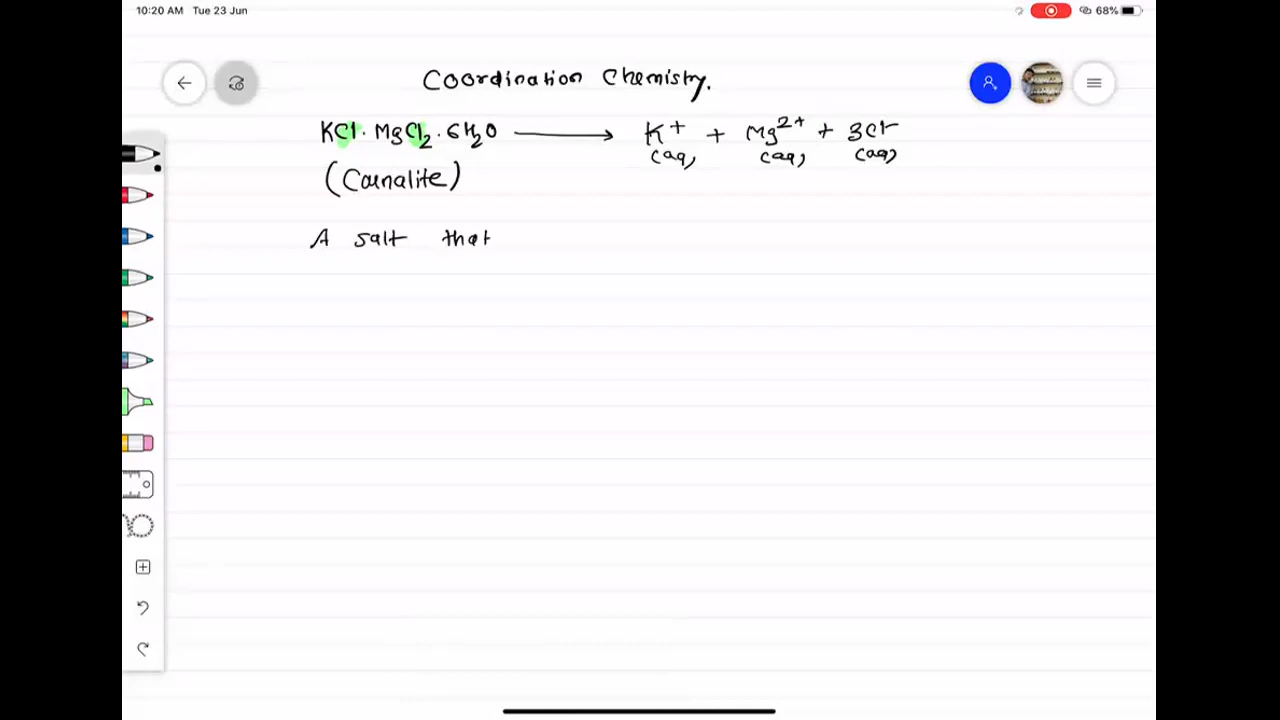 10:20 AM Tue 23 Jun
68%
Coordination Chemistry.
KCl · MgCl₂ · 6H₂O ⟶ K⁺ + Mg²⁺ + 3Cl⁻
(aq) (aq) (aq)
(Carnalite)
A salt that